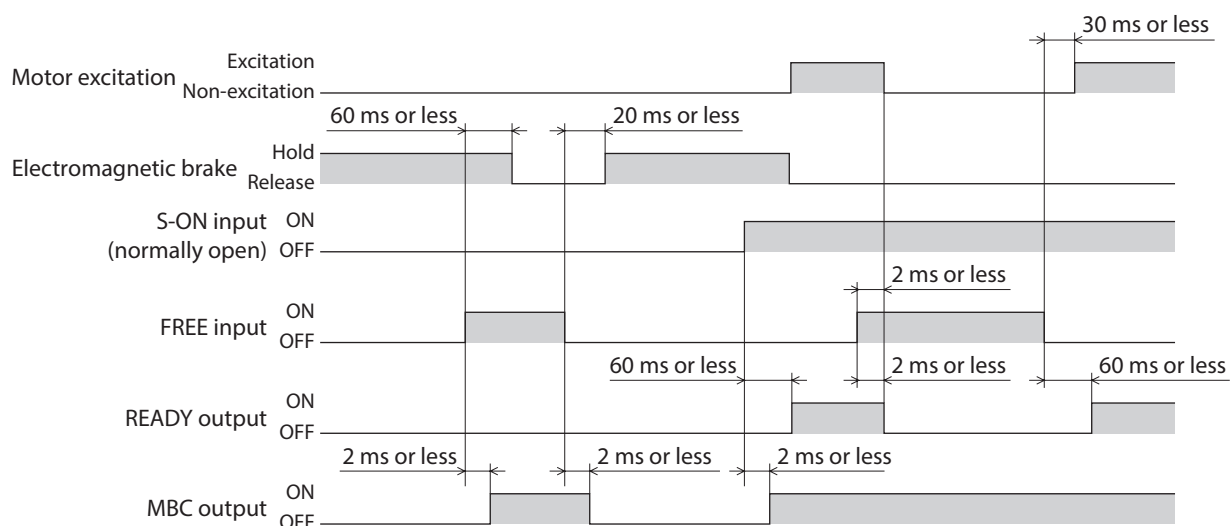 30 ms or less
Motor excitation
Excitation
Non-excitation
60 ms or less
20 ms or less
Electromagnetic brake
Hold
Release
S-ON input
(normally open)
ON
OFF
2 ms or less
FREE input
ON
OFF
60 ms or less
2 ms or less
60 ms or less
READY output
ON
OFF
2 ms or less
2 ms or less
2 ms or less
MBC output
ON
OFF